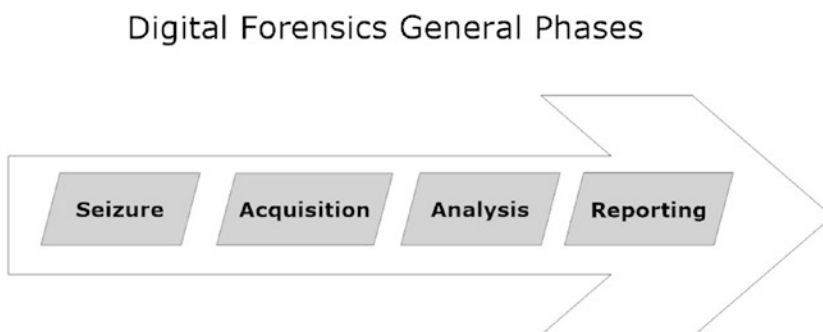 Digital Forensics General Phases
Seizure Acquisition Analysis Reporting